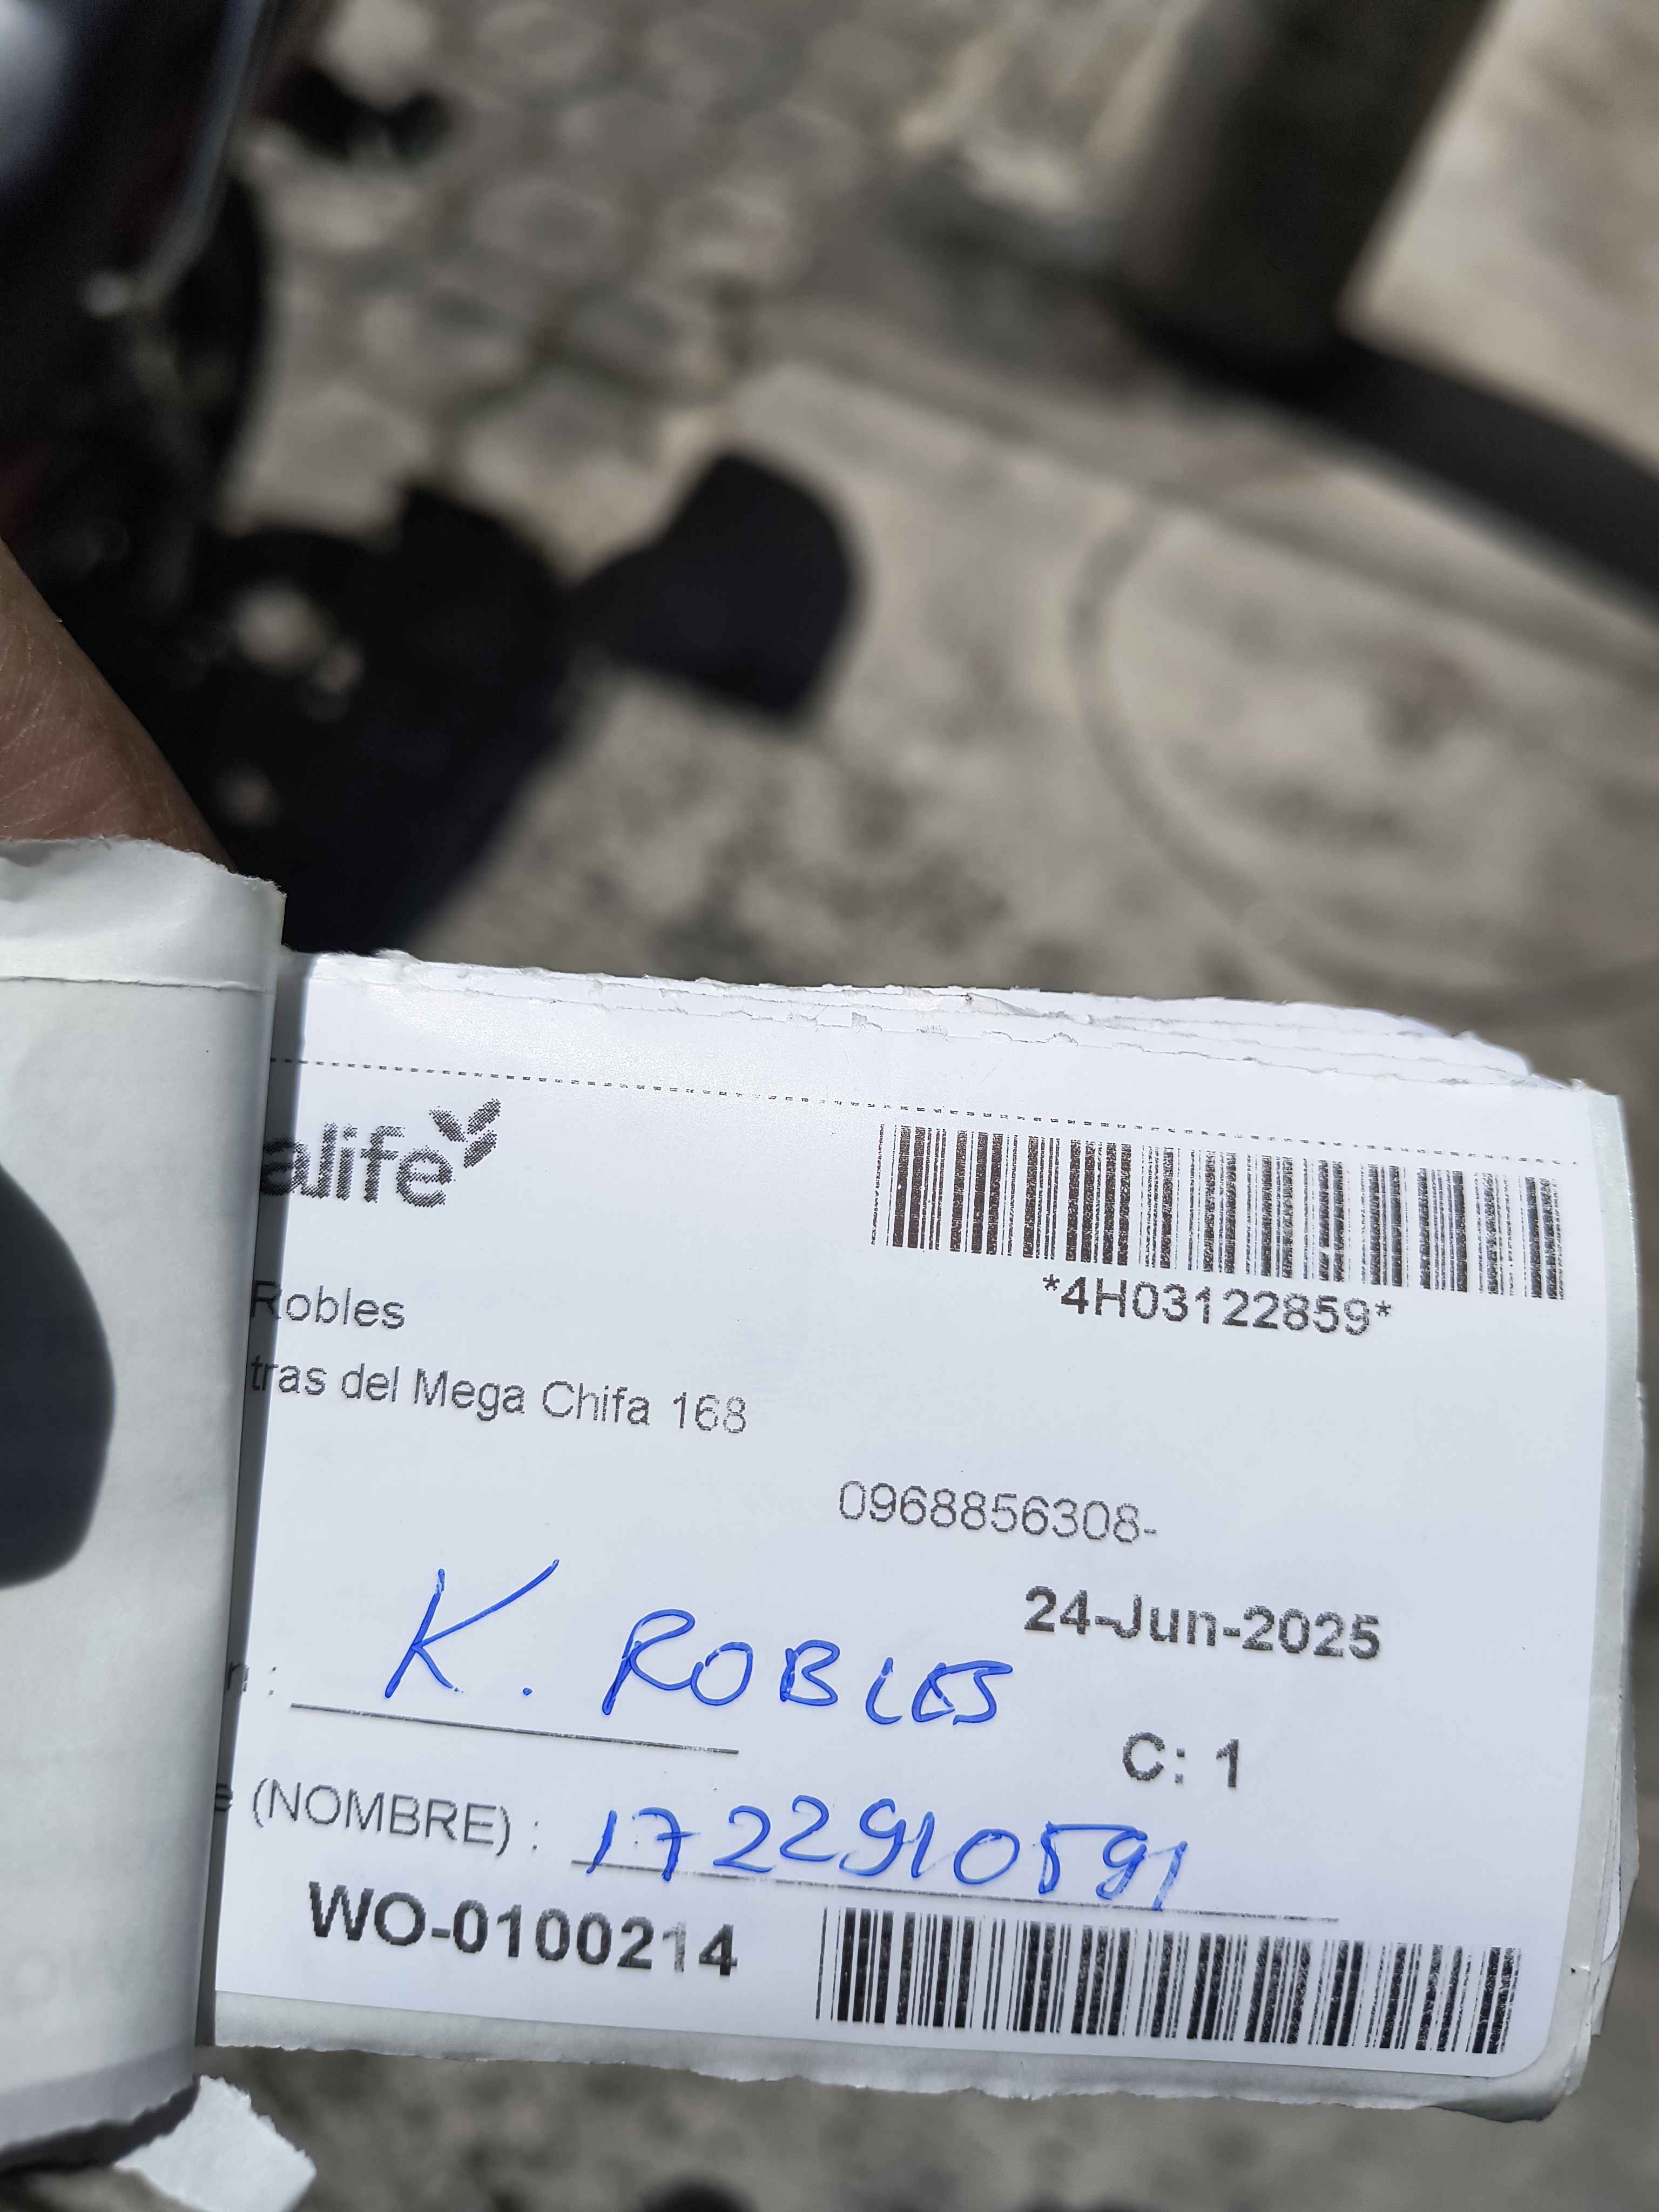 alife
*4H03122859*
Robles
tras del Mega Chifa 168
0968856308-
24-Jun-2025
K. ROBLES
C: 1
(NOMBRE) : 1722910591
WO-0100214